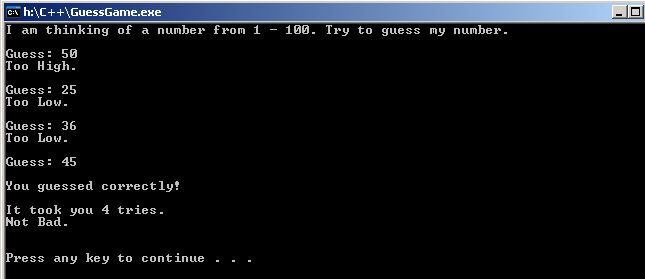 h:\C++\GuessGame.exe
I am thinking of a number from 1 - 100. Try to guess my number.
Guess: 50
Too High.
Guess: 25
Too Low.
Guess: 36
Too Low.
Guess: 45
You guessed correctly!
It took you 4 tries.
Not Bad.
Press any key to continue . . .